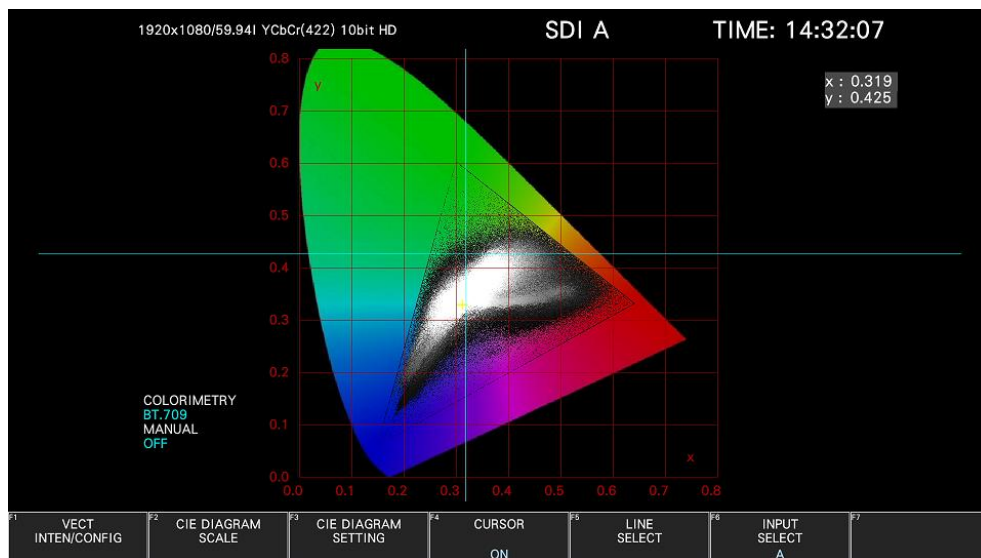 1920x1080/59.94I YCbCr(422) 10bit HD SDI A TIME: 14:32:07
x : 0.319
y : 0.425
y
0.8
0.7
0.6
0.5
0.4
0.3
0.2
0.1
0.0
0.0 0.1 0.2 0.3 0.4 0.5 0.6 0.7 0.8
x
COLORIMETRY
BT.709
MANUAL
OFF
F1 VECT
INTEN/CONFIG
F2 CIE DIAGRAM
SCALE
F3 CIE DIAGRAM
SETTING
F4 CURSOR
ON
F5 LINE
SELECT
F6 INPUT
SELECT
A
F7